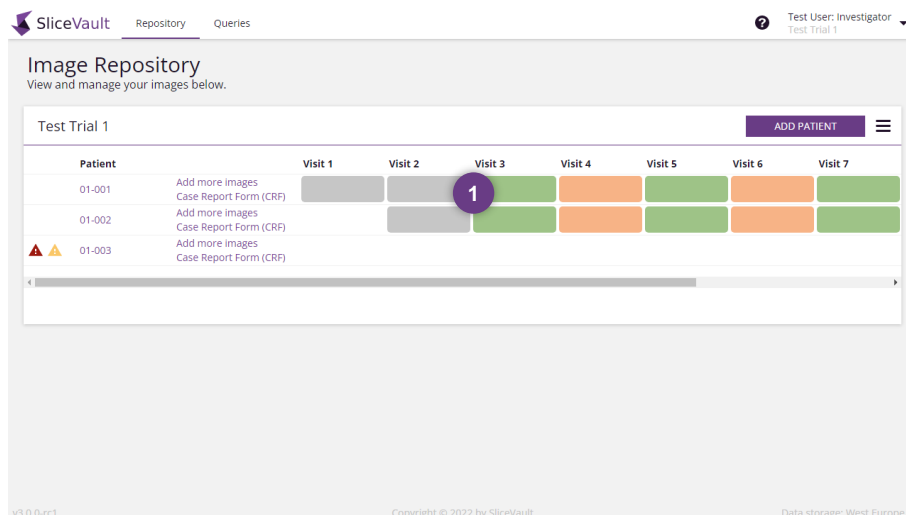 SliceVault Repository Queries ? Test User: Investigator
Test Trial 1
Image Repository
View and manage your images below.
Test Trial 1 ADD PATIENT
Patient Visit 1 Visit 2 Visit 3 Visit 4 Visit 5 Visit 6 Visit 7
01-001 Add more images
Case Report Form (CRF)
1
01-002 Add more images
Case Report Form (CRF)
01-003 Add more images
Case Report Form (CRF)
v3.0.0-rc1 Copyright © 2022 by SliceVault Data storage: West Europe